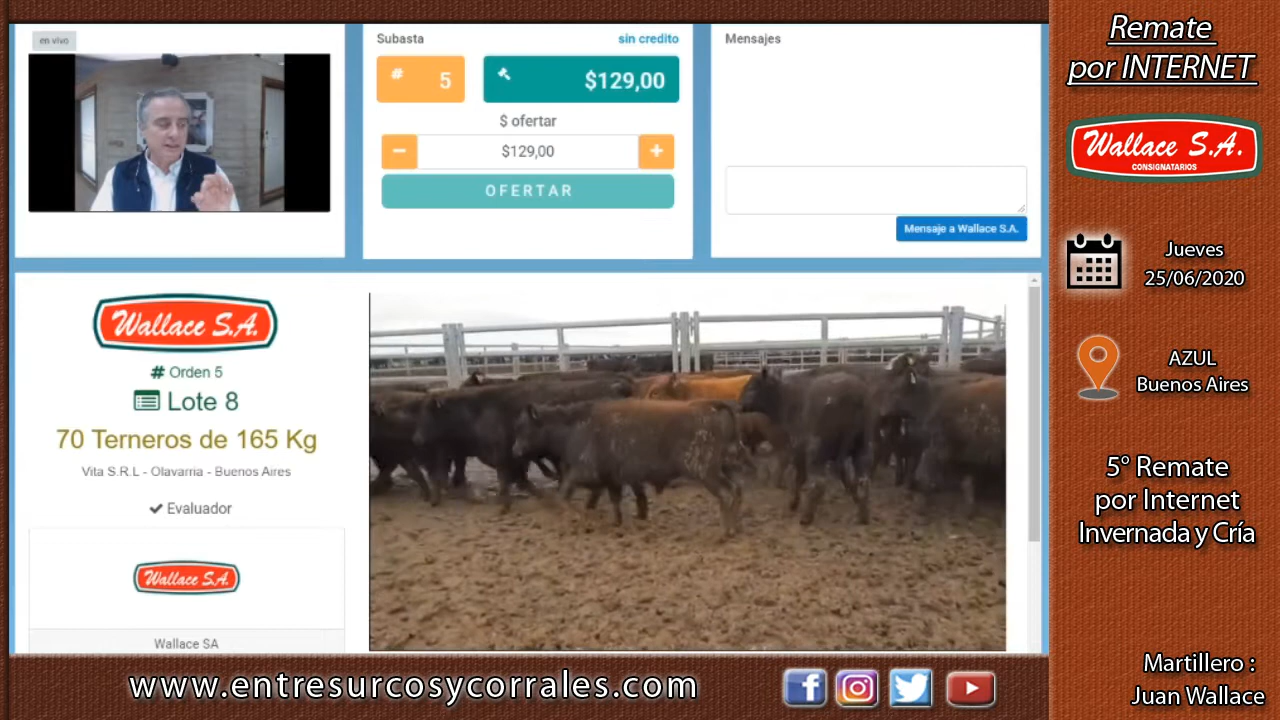 en vivo
Subasta
sin credito
# 5
$129,00
$ ofertar
− $129,00 +
OFERTAR
Mensajes
Mensaje a Wallace S.A.
Wallace S.A.
# Orden 5
Lote 8
70 Terneros de 165 Kg
Vita S.R.L - Olavarria - Buenos Aires
Evaluador
Wallace S.A.
Wallace SA
www.entresurcosycorrales.com
Remate
por INTERNET
Wallace S.A.
CONSIGNATARIOS
Jueves
25/06/2020
AZUL
Buenos Aires
5° Remate
por Internet
Invernada y Cría
Martillero :
Juan Wallace